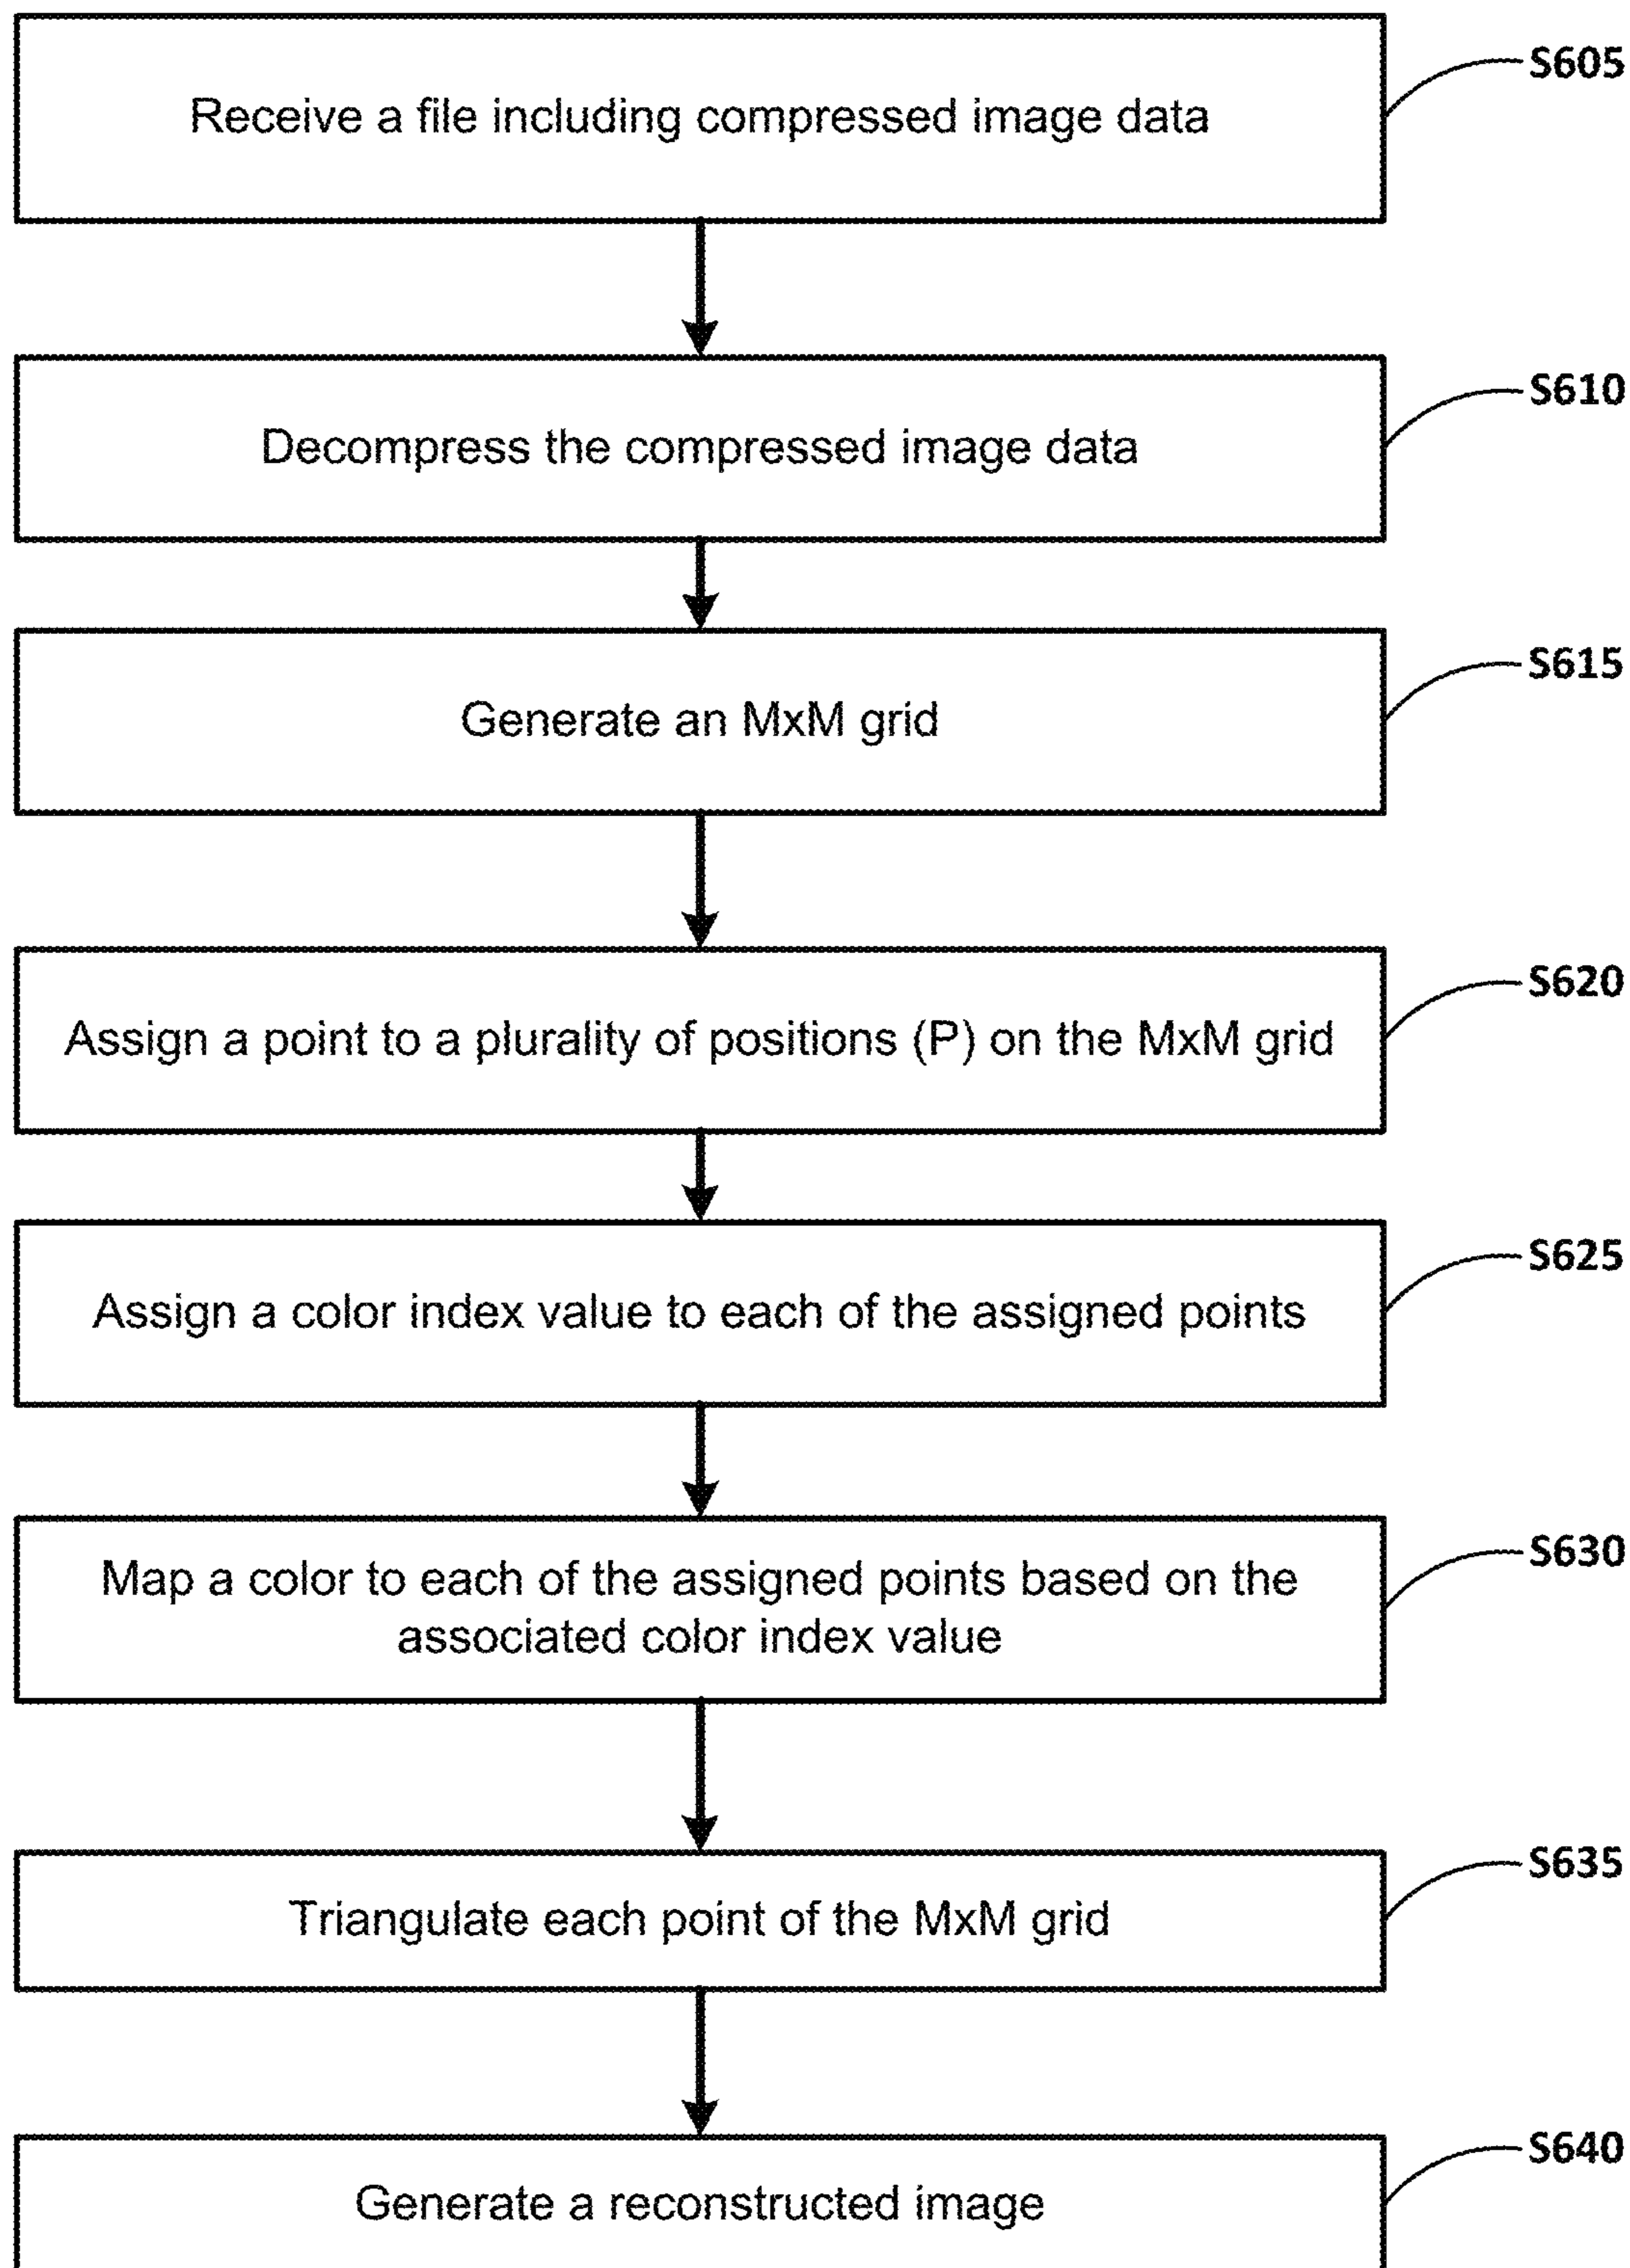 S605
Receive a file including compressed image data
S610
Decompress the compressed image data
S615
Generate an MxM grid
S620
Assign a point to a plurality of positions (P) on the MxM grid
S625
Assign a color index value to each of the assigned points
S630
Map a color to each of the assigned points based on the
associated color index value
S635
Triangulate each point of the MxM grid
S640
Generate a reconstructed image